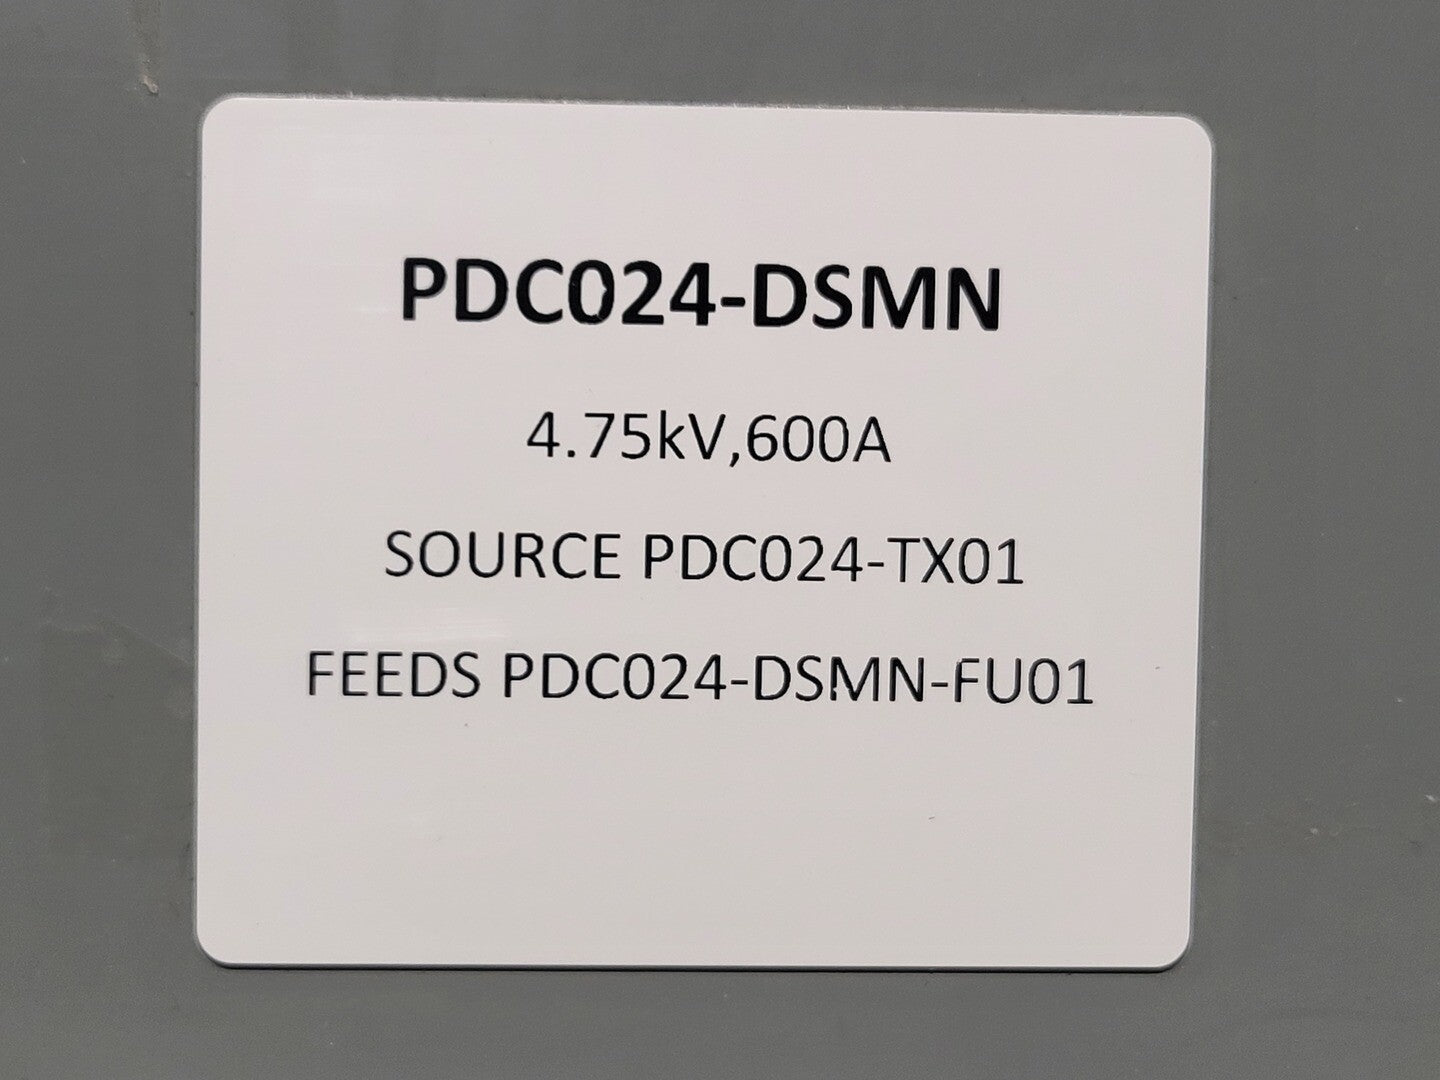 PDC024-DSMN
4.75kV,600A
SOURCE PDC024-TX01
FEEDS PDC024-DSMN-FU01